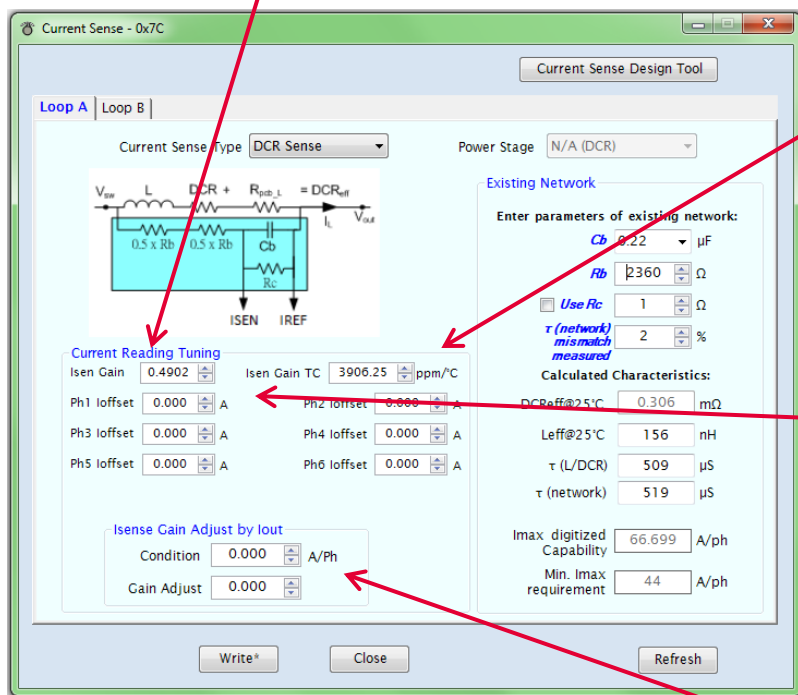 Current Sense - 0x7C
Current Sense Design Tool
Loop A Loop B
Current Sense Type DCR Sense
Power Stage N/A (DCR)
Vsw L DCR + Rpcb_L = DCReff
IL Vout
0.5 x Rb 0.5 x Rb Cb
Rc
ISEN IREF
Current Reading Tuning
Isen Gain 0.4902 Isen Gain TC 3906.25 ppm/°C
Ph1 Ioffset 0.000 A Ph2 Ioffset 0.000 A
Ph3 Ioffset 0.000 A Ph4 Ioffset 0.000 A
Ph5 Ioffset 0.000 A Ph6 Ioffset 0.000 A
Isense Gain Adjust by Iout
Condition 0.000 A/Ph
Gain Adjust 0.000
Existing Network
Enter parameters of existing network:
Cb 0.22 µF
Rb 2360 Ω
Use Rc 1 Ω
τ (network)
mismatch 2 %
measured
Calculated Characteristics:
DCReff@25°C 0.306 mΩ
Leff@25°C 156 nH
τ (L/DCR) 509 µS
τ (network) 519 µS
Imax digitized
Capability 66.699 A/ph
Min. Imax
requirement 44 A/ph
Write* Close Refresh